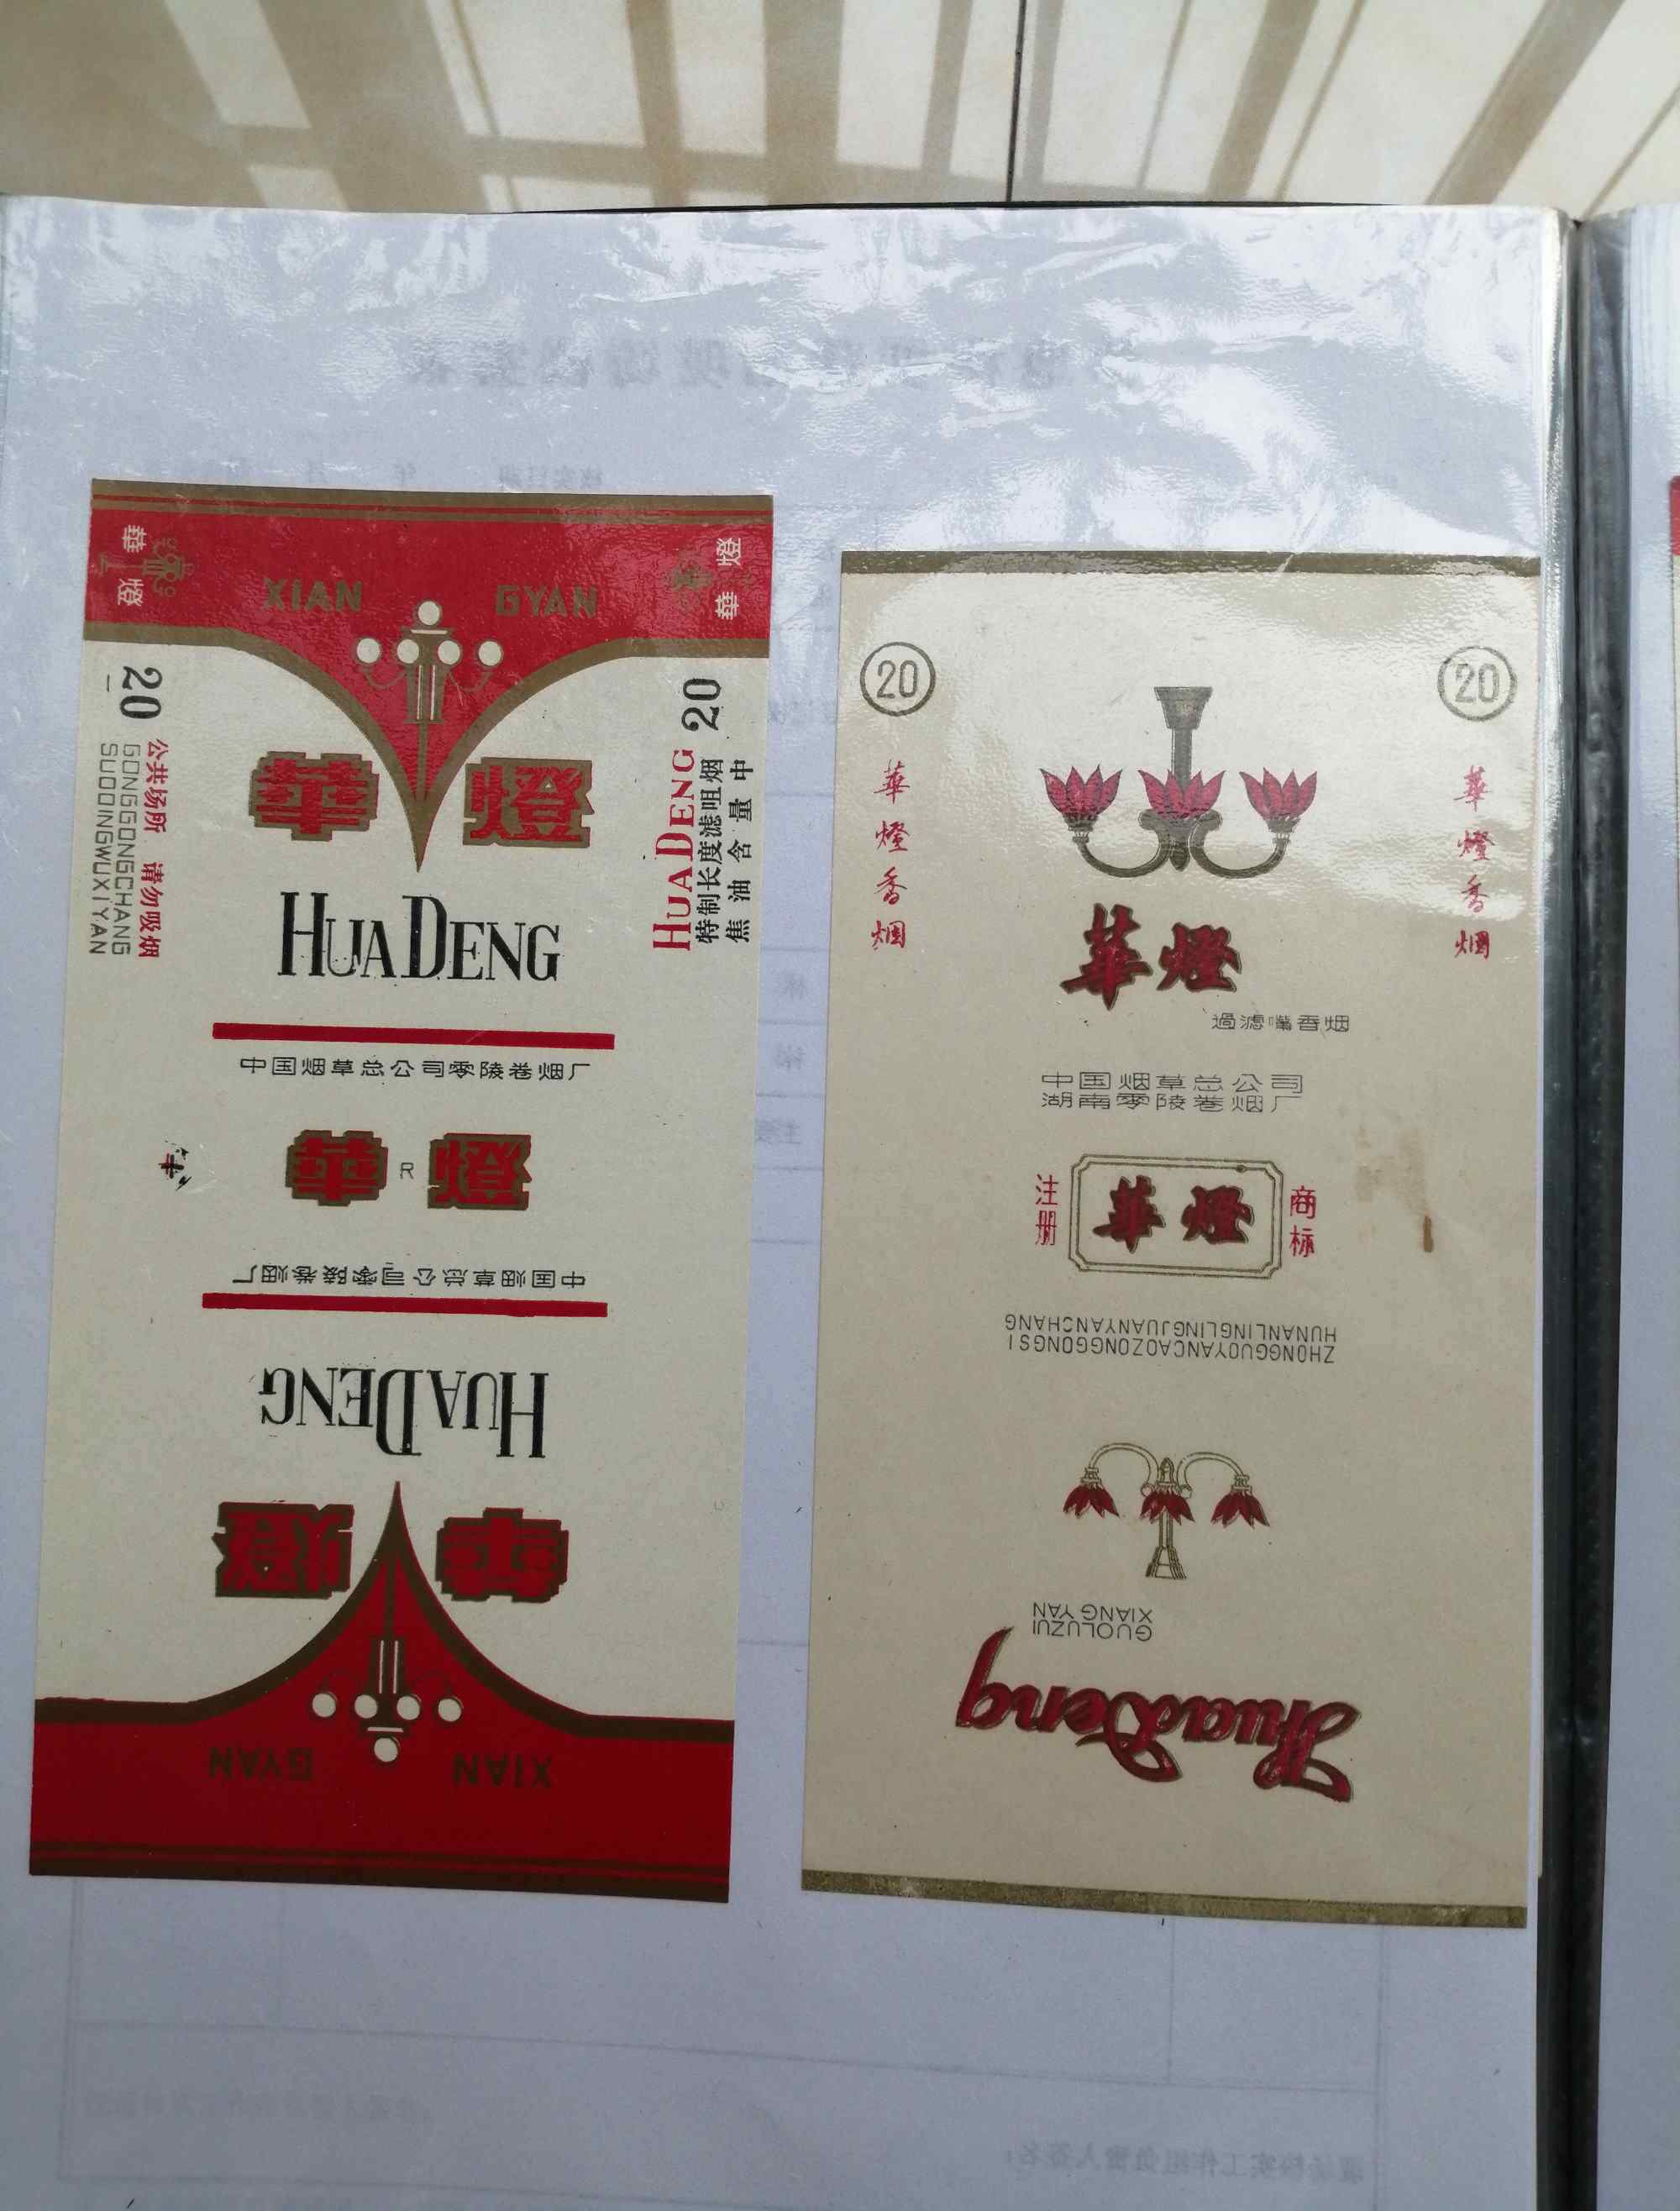 華燈
華燈
XIAN GYAN
20
公共场所 请勿吸烟
GONGGONGCHANG
SUOQINGWUXIYAN
20
HUADENG
特制长度滤咀烟
焦油含量中
華燈
HUADENG
中国烟草总公司零陵卷烟厂
華R燈
中国烟草总公司零陵卷烟厂
HUADENG
華燈
XIAN GYAN
20
20
華燈香烟
華燈香烟
華燈
過滤嘴香烟
中国烟草总公司
湖南零陵卷烟厂
注册
華燈
商标
ZHONGGUOYANCAOZONGGONGSI
HUNANLINGLINGJUANYANCHANG
HuaDeng
GUOLUZUI
XIANG YAN